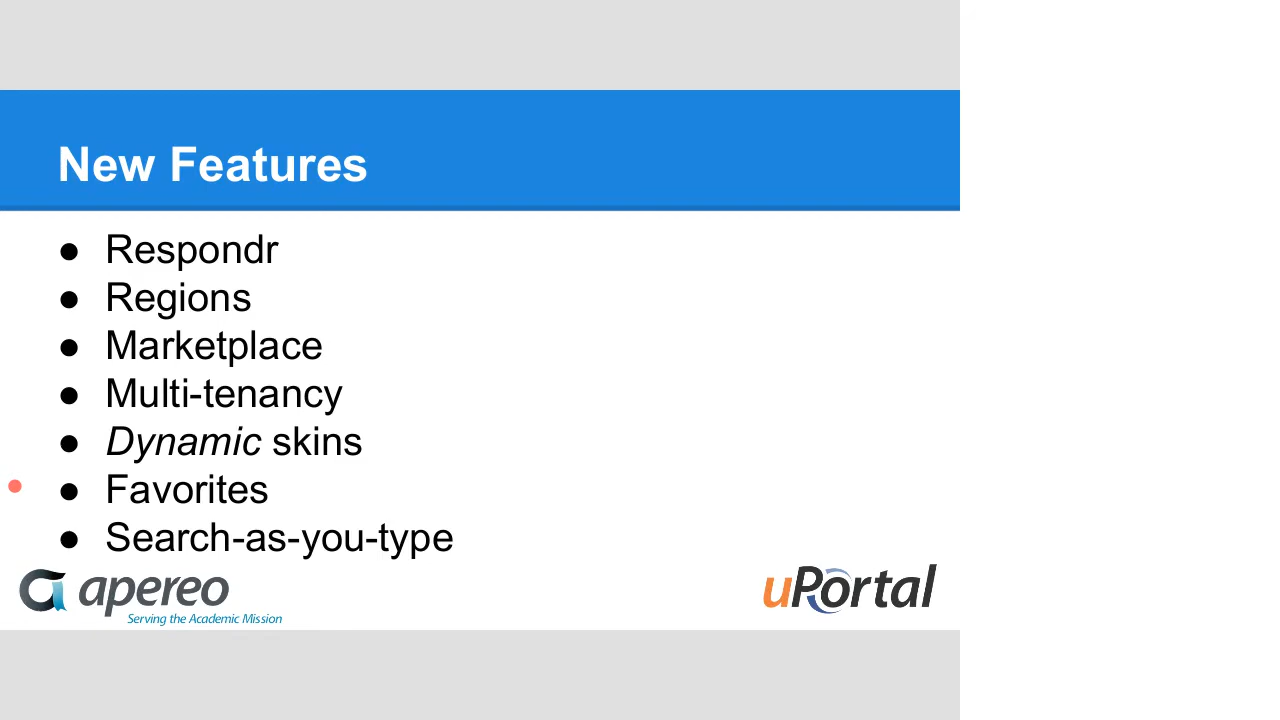 New Features
● Respondr
● Regions
● Marketplace
● Multi-tenancy
● Dynamic skins
● Favorites
● Search-as-you-type
apereo
Serving the Academic Mission
uPortal